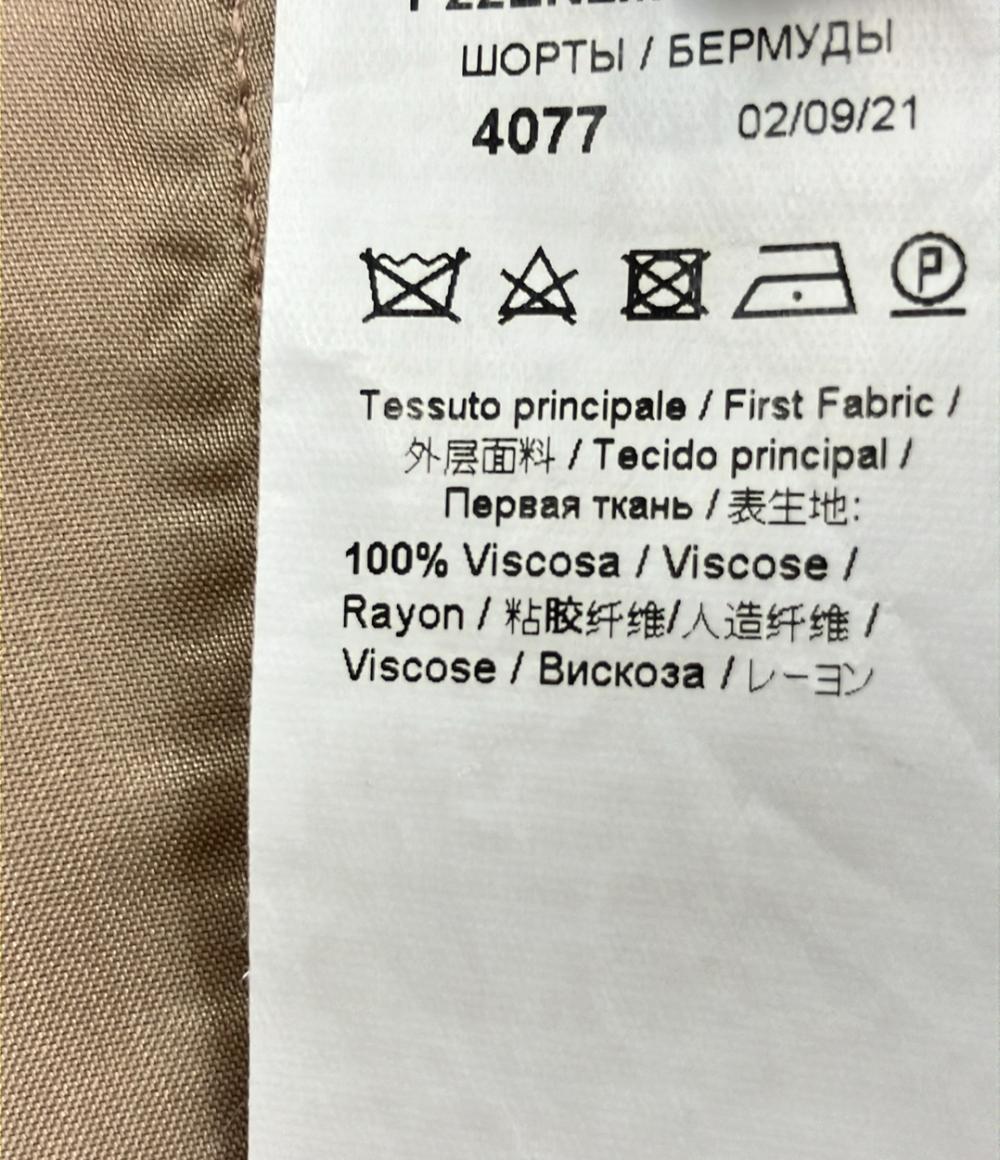 ШОРТЫ / БЕРМУДЫ
4077 02/09/21
P
Tessuto principale / First Fabric /
外层面料 / Tecido principal /
Первая ткань / 表生地:
100% Viscosa / Viscose /
Rayon / 粘胶纤维/人造纤维 /
Viscose / Вискоза / レーヨン